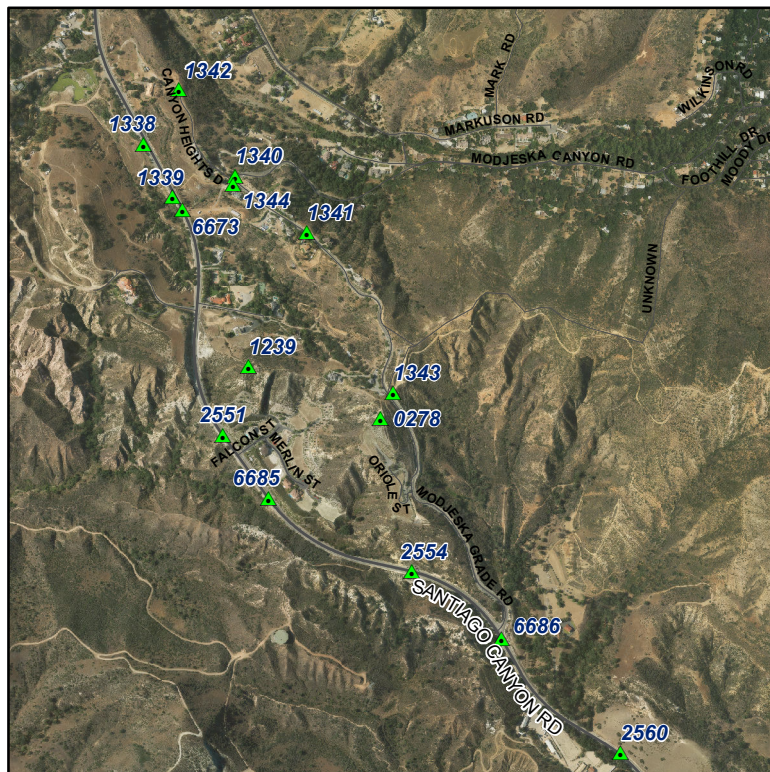 MARK RD
WILKINSON RD
1342
CANYON HEIGHTS D
1338
MARKUSON RD
FOOTHILL DR
MOODY DR
MODJESKA CANYON RD
1340
1339
1344
6673
1341
UNKNOWN
1239
1343
2551
0278
FALCON ST
MERLIN ST
6685
ORIOLE ST
MODJESKA GRADE RD
2554
SANTIAGO CANYON RD
6686
2560